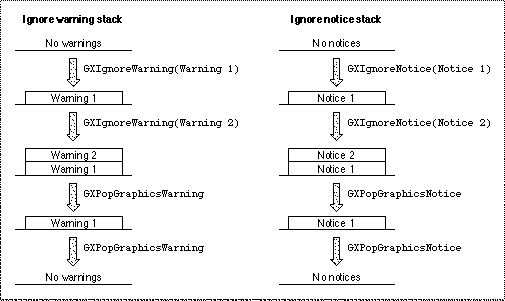 Ignore warning stack
No warnings
GXIgnoreWarning(Warning 1)
Warning 1
GXIgnoreWarning(Warning 2)
Warning 2
Warning 1
GXPopGraphicsWarning
Warning 1
GXPopGraphicsWarning
No warnings
Ignore notice stack
No notices
GXIgnoreNotice(Notice 1)
Notice 1
GXIgnoreNotice(Notice 2)
Notice 2
Notice 1
GXPopGraphicsNotice
Notice 1
GXPopGraphicsNotice
No notices